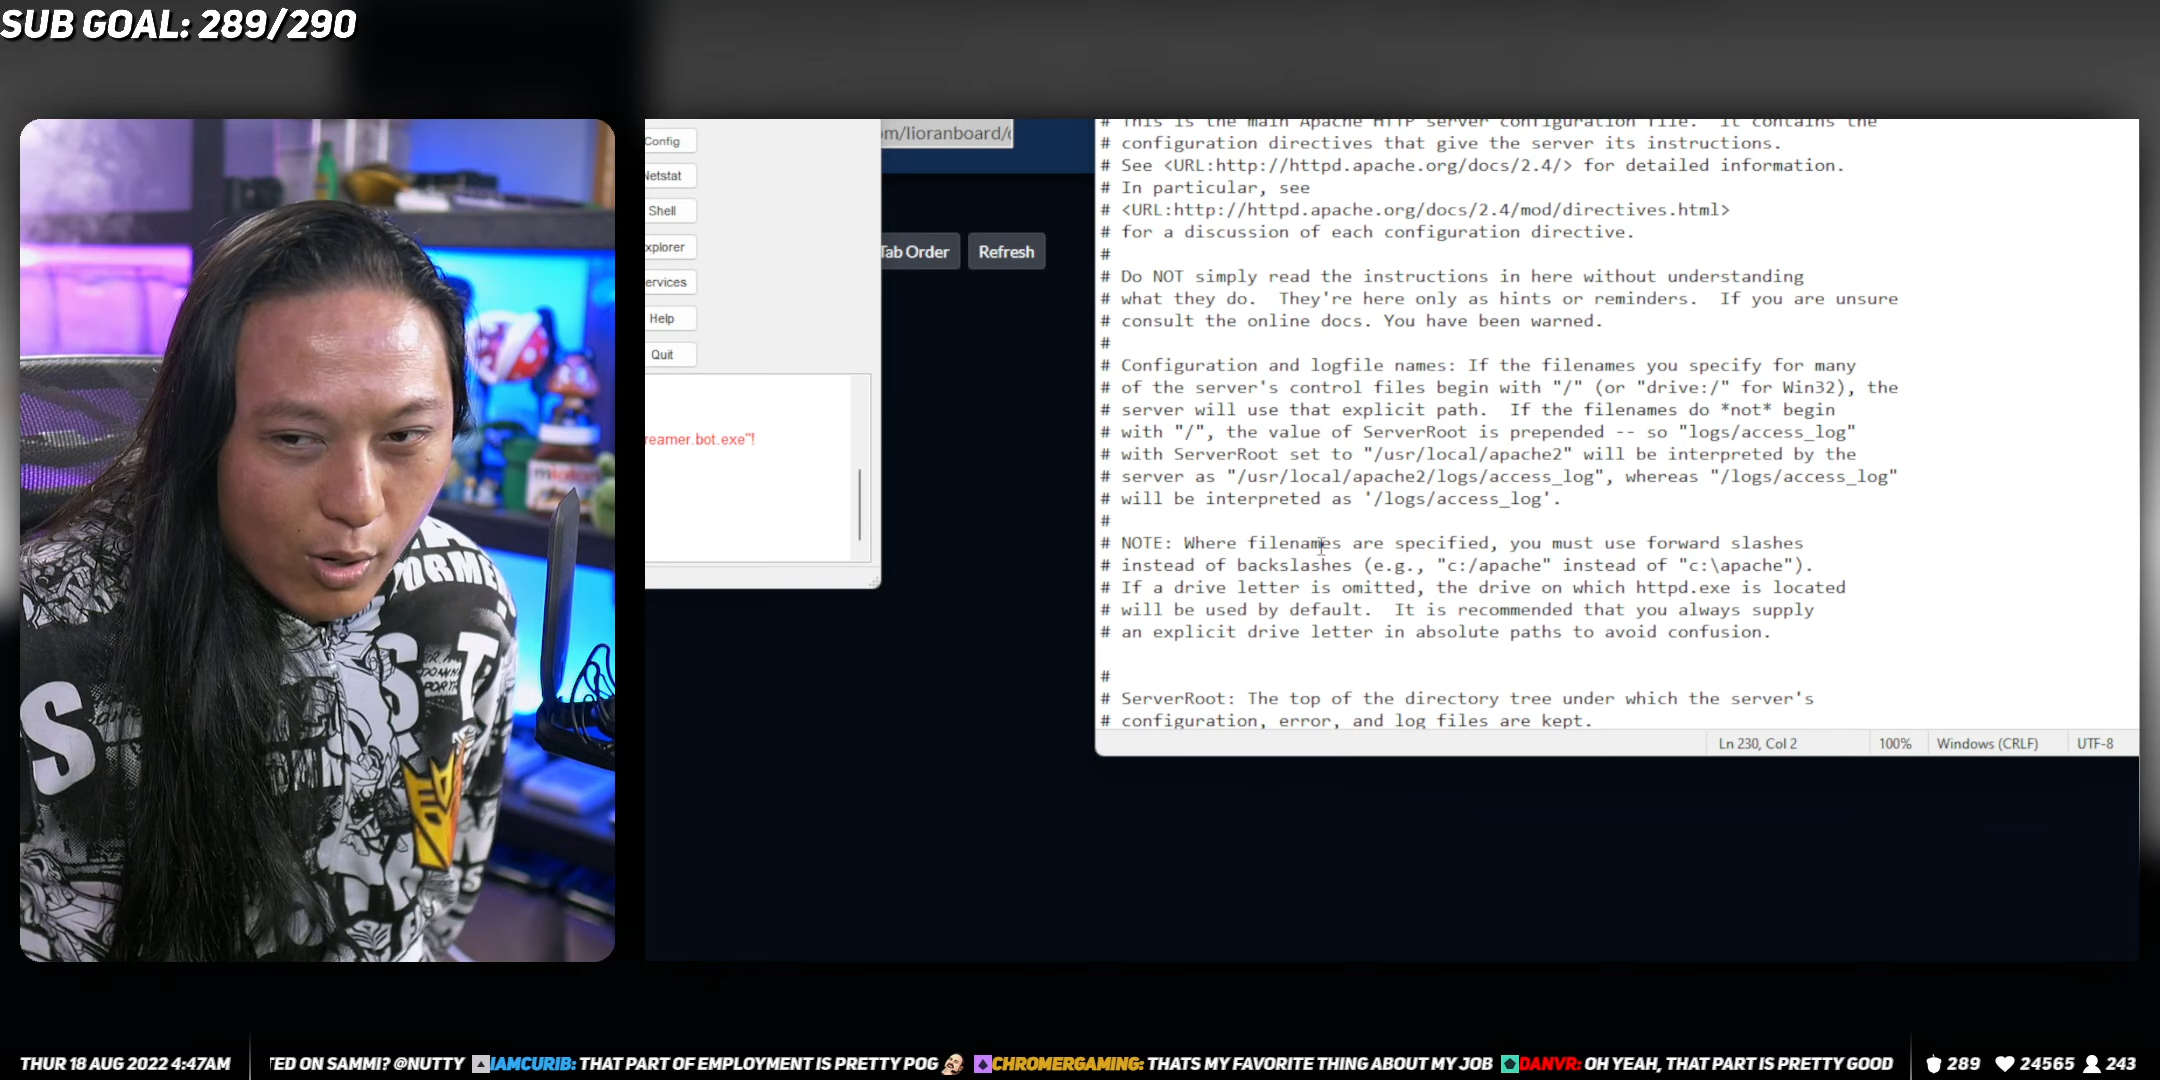 SUB GOAL: 289/290
Config
Netstat
Shell
xplorer
ervices
Help
Quit
reamer.bot.exe"!
om/lioranboard/
Tab Order
Refresh
# This is the main Apache HTTP server configuration file.  It contains the
# configuration directives that give the server its instructions.
# See <URL:http://httpd.apache.org/docs/2.4/> for detailed information.
# In particular, see
# <URL:http://httpd.apache.org/docs/2.4/mod/directives.html>
# for a discussion of each configuration directive.
#
# Do NOT simply read the instructions in here without understanding
# what they do.  They're here only as hints or reminders.  If you are unsure
# consult the online docs. You have been warned.
#
# Configuration and logfile names: If the filenames you specify for many
# of the server's control files begin with "/" (or "drive:/" for Win32), the
# server will use that explicit path.  If the filenames do *not* begin
# with "/", the value of ServerRoot is prepended -- so "logs/access_log"
# with ServerRoot set to "/usr/local/apache2" will be interpreted by the
# server as "/usr/local/apache2/logs/access_log", whereas "/logs/access_log"
# will be interpreted as '/logs/access_log'.
#
# NOTE: Where filenames are specified, you must use forward slashes
# instead of backslashes (e.g., "c:/apache" instead of "c:\apache").
# If a drive letter is omitted, the drive on which httpd.exe is located
# will be used by default.  It is recommended that you always supply
# an explicit drive letter in absolute paths to avoid confusion.
#
# ServerRoot: The top of the directory tree under which the server's
# configuration, error, and log files are kept.
Ln 230, Col 2
100%
Windows (CRLF)
UTF-8
THUR 18 AUG 2022 4:47AM
TED ON SAMMI? @NUTTY IAMCURIB: THAT PART OF EMPLOYMENT IS PRETTY POG CHROMERGAMING: THATS MY FAVORITE THING ABOUT MY JOB DANVR: OH YEAH, THAT PART IS PRETTY GOOD
289 24565 243